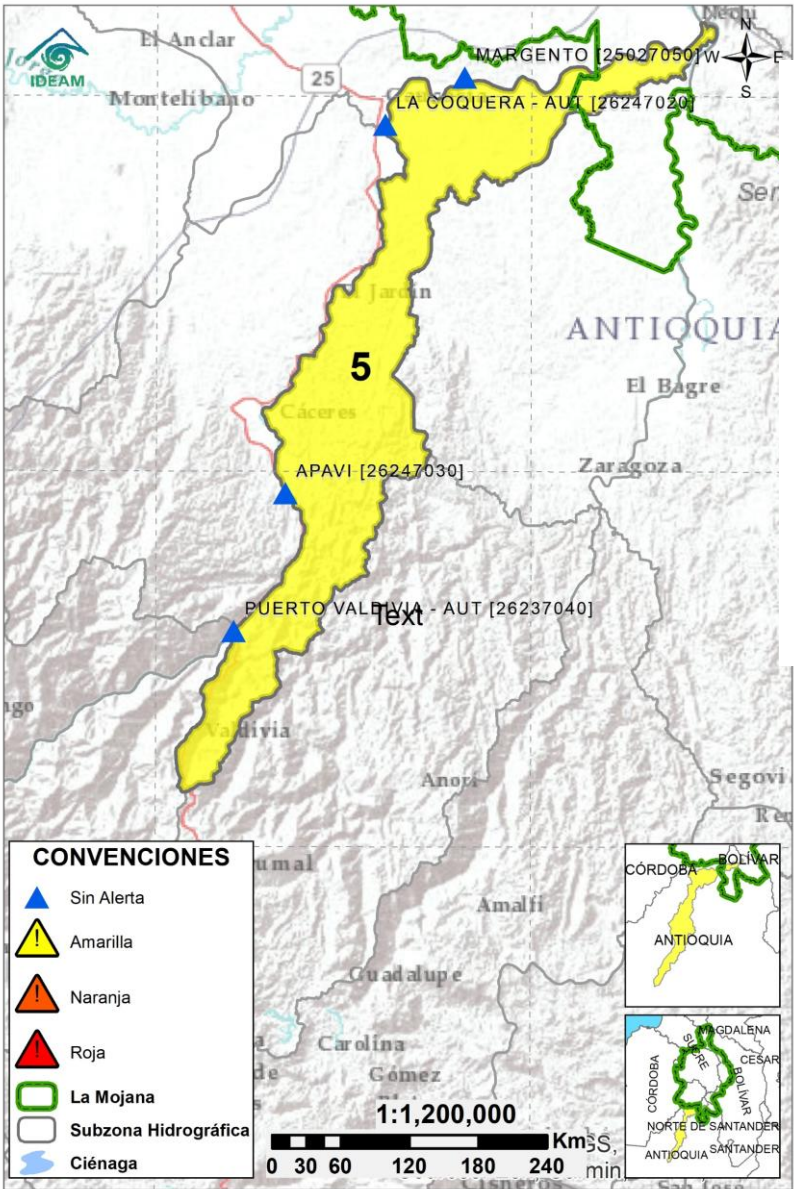 IDEAM
El Anclar
Montelíbano
25
Nechí
N
W
E
S
MARGENTO [25027050]
LA COQUERA - AUT [26247020]
El Jardín
ANTIOQUIA
5
El Bagre
Cáceres
Zaragoza
APAVI [26247030]
PUERTO VALDIVIA - AUT [26237040]
Text
Valdivia
Anorí
Amalfi
Guadalupe
Carolina
Gómez
CONVENCIONES
Sin Alerta
! Amarilla
! Naranja
! Roja
La Mojana
Subzona Hidrográfica
Ciénaga
1:1,200,000
Km
0 30 60 120 180 240
CÓRDOBA
BOLÍVAR
ANTIOQUIA
MAGDALENA
SUCRE
CESAR
CÓRDOBA
BOLÍVAR
NORTE DE SANTANDER
ANTIOQUIA
SANTANDER